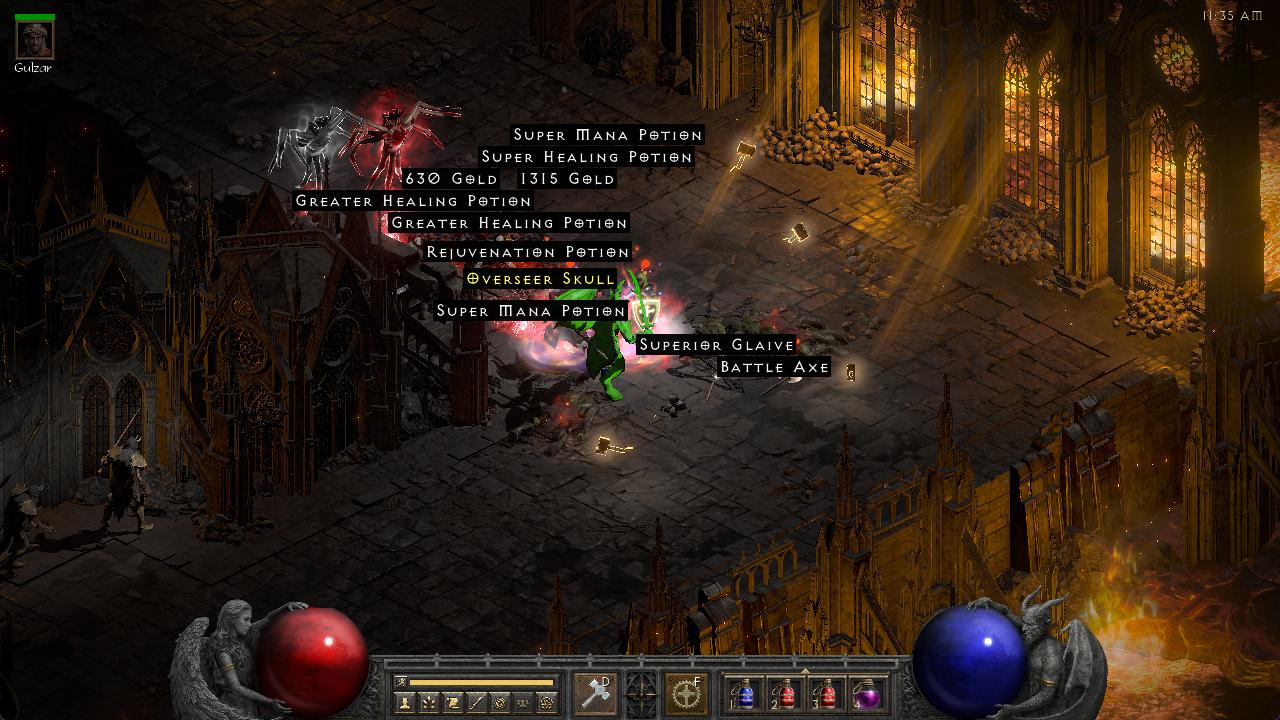 11:35 AM
Gulzar
Super Mana Potion
Super Healing Potion
630 Gold 1315 Gold
Greater Healing Potion
Greater Healing Potion
Rejuvenation Potion
Overseer Skull
Super Mana Potion
Superior Glaive
Battle Axe
D F
1 2 3 4